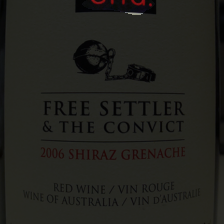 FREE SETTLER
& THE CONVICT
2006 SHIRAZ GRENACHE
RED WINE / VIN ROUGE
WINE OF AUSTRALIA / VIN D'AUSTRALIE